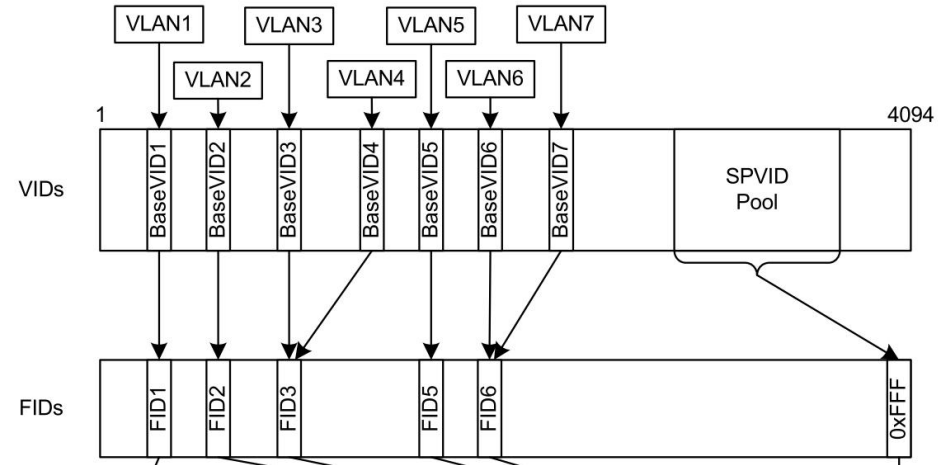 VLAN1
VLAN3
VLAN5
VLAN7
VLAN2
VLAN4
VLAN6
1
4094
VIDs
BaseVID1
BaseVID2
BaseVID3
BaseVID4
BaseVID5
BaseVID6
BaseVID7
SPVID
Pool
FIDs
FID1
FID2
FID3
FID5
FID6
0xFFF